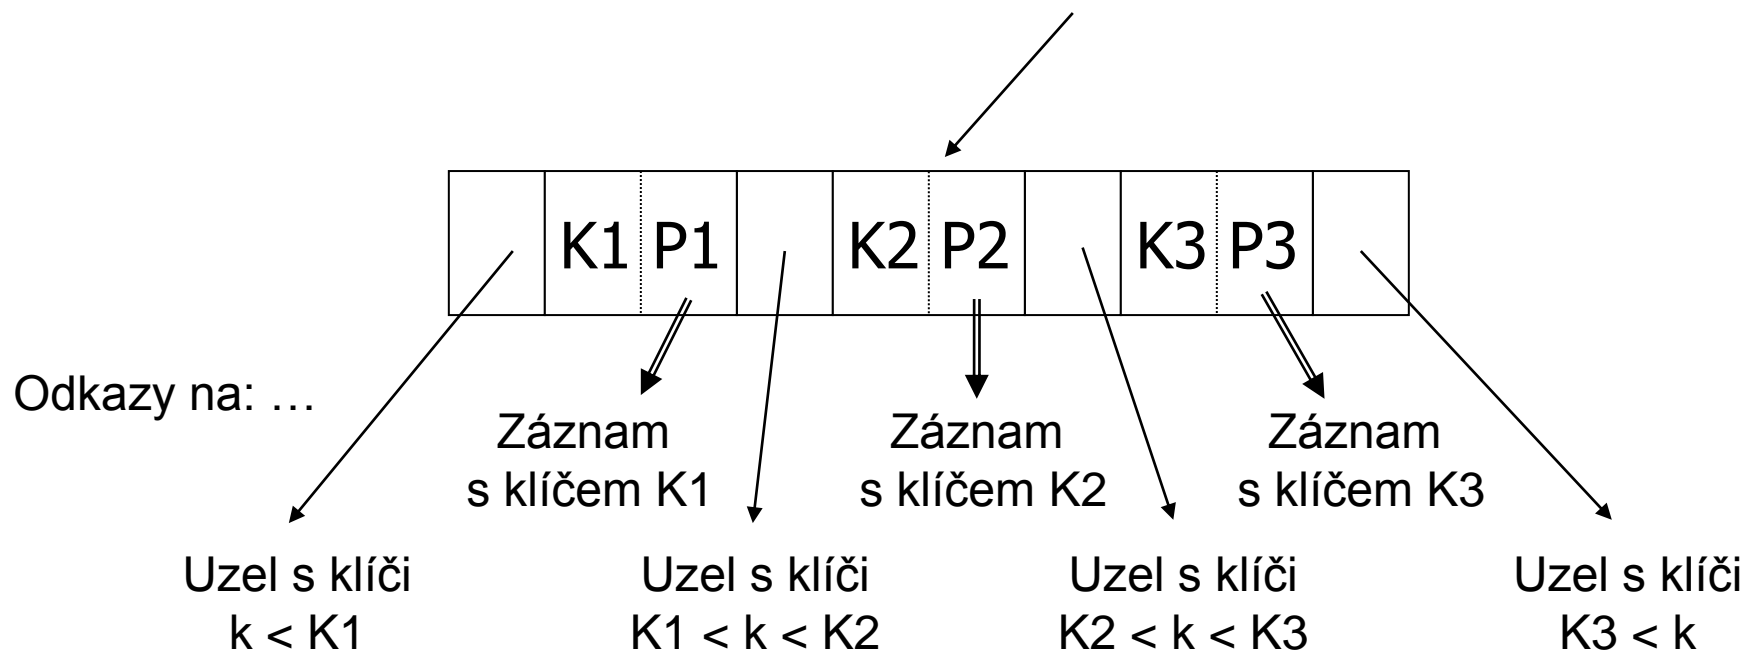 K1 P1 K2 P2 K3 P3
Odkazy na: …
Záznam
s klíčem K1
Záznam
s klíčem K2
Záznam
s klíčem K3
Uzel s klíči
k < K1
Uzel s klíči
K1 < k < K2
Uzel s klíči
K2 < k < K3
Uzel s klíči
K3 < k